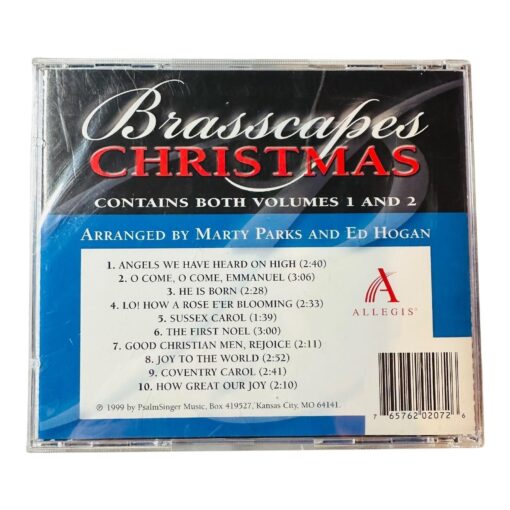 Brasscapes
CHRISTMAS
CONTAINS BOTH VOLUMES 1 AND 2
ARRANGED BY MARTY PARKS AND ED HOGAN
1. ANGELS WE HAVE HEARD ON HIGH (2:40)
2. O COME, O COME, EMMANUEL (3:06)
3. HE IS BORN (2:28)
4. LO! HOW A ROSE E'ER BLOOMING (2:33)
5. SUSSEX CAROL (1:39)
6. THE FIRST NOEL (3:00)
7. GOOD CHRISTIAN MEN, REJOICE (2:11)
8. JOY TO THE WORLD (2:52)
9. COVENTRY CAROL (2:41)
10. HOW GREAT OUR JOY (2:10)
℗ 1999 by PsalmSinger Music, Box 419527, Kansas City, MO 64141.
A
ALLEGIS®
7 65762 02072 6